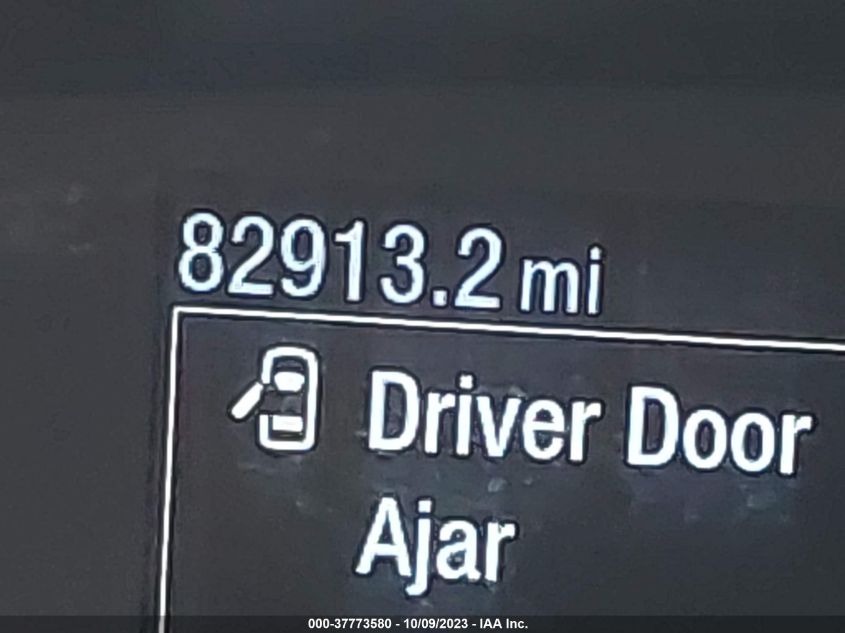 82913.2 mi
Driver Door
Ajar
000-37773580 - 10/09/2023 - IAA Inc.